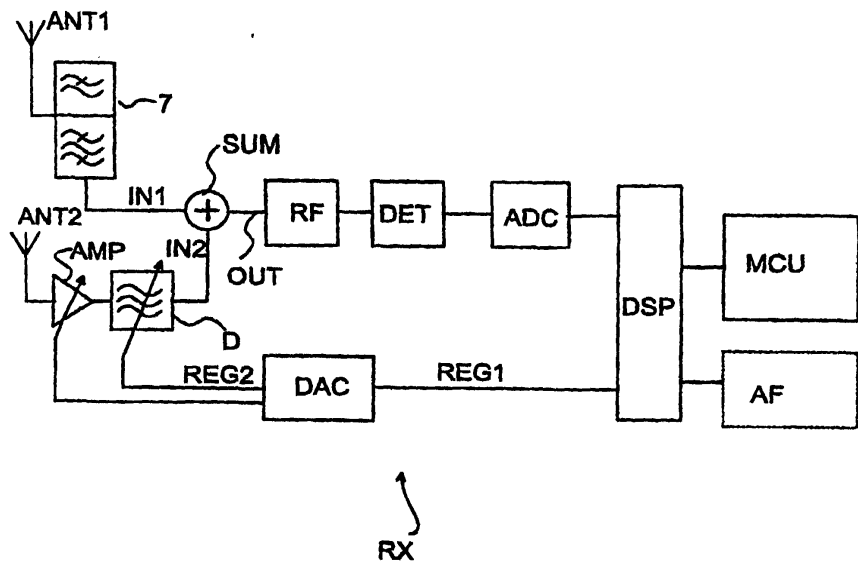 ANT1
7
SUM
IN1
RF
DET
ADC
ANT2
AMP
IN2
OUT
MCU
DSP
D
REG2
DAC
REG1
AF
RX